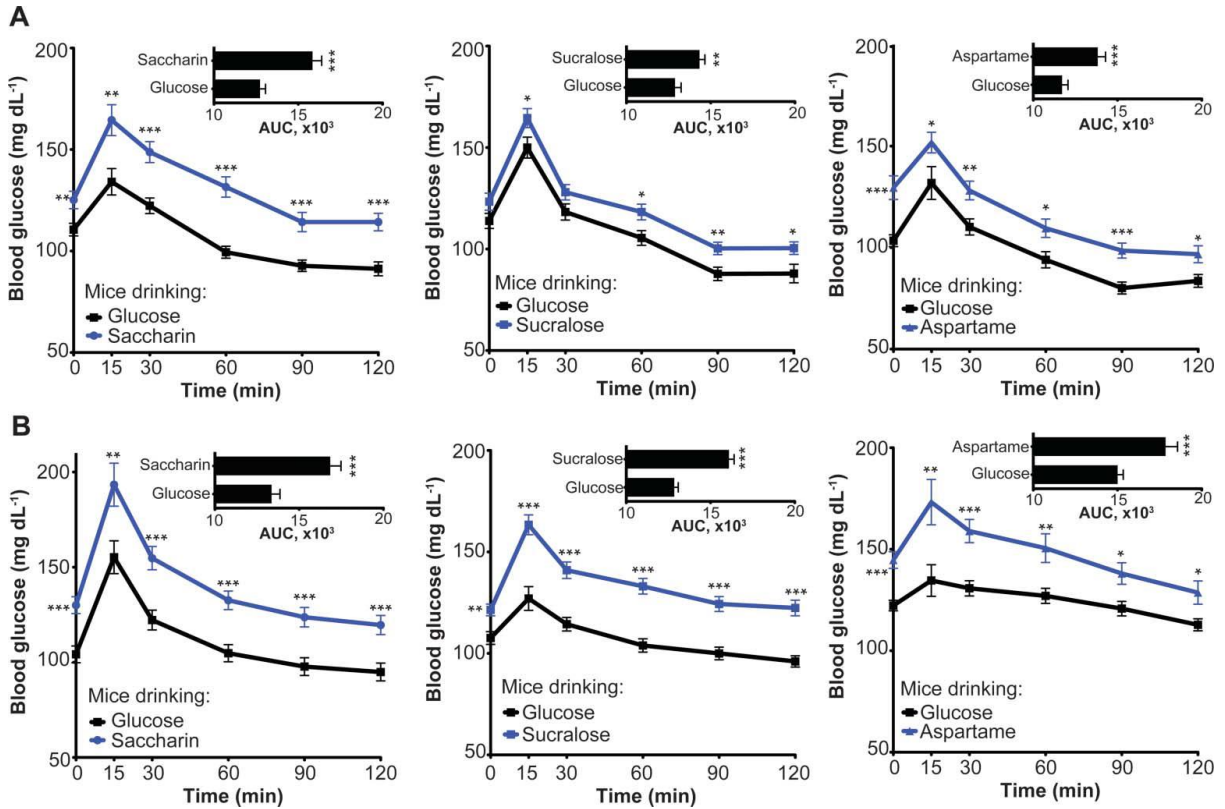 A
Blood glucose (mg dL-1)
200
150
100
50
**
**
***
***
***
***
Saccharin
Glucose
***
10
15
20
AUC, x10³
Mice drinking:
Glucose
Saccharin
0
15
30
60
90
120
Time (min)
Blood glucose (mg dL-1)
200
150
100
50
*
*
**
*
Sucralose
Glucose
**
10
15
20
AUC, x10³
Mice drinking:
Glucose
Sucralose
0
15
30
60
90
120
Time (min)
Blood glucose (mg dL-1)
200
150
100
50
***
*
**
*
***
*
Aspartame
Glucose
***
10
15
20
AUC, x10³
Mice drinking:
Glucose
Aspartame
0
15
30
60
90
120
Time (min)
B
Blood glucose (mg dL-1)
200
150
100
50
***
**
***
***
***
***
Saccharin
Glucose
***
10
15
20
AUC, x10³
Mice drinking:
Glucose
Saccharin
0
15
30
60
90
120
Time (min)
Blood glucose (mg dL-1)
200
150
100
50
**
***
***
***
***
***
Sucralose
Glucose
***
10
15
20
AUC, x10³
Mice drinking:
Glucose
Sucralose
0
15
30
60
90
120
Time (min)
Blood glucose (mg dL-1)
200
150
100
50
***
**
***
**
*
*
Aspartame
Glucose
***
10
15
20
AUC, x10³
Mice drinking:
Glucose
Aspartame
0
15
30
60
90
120
Time (min)